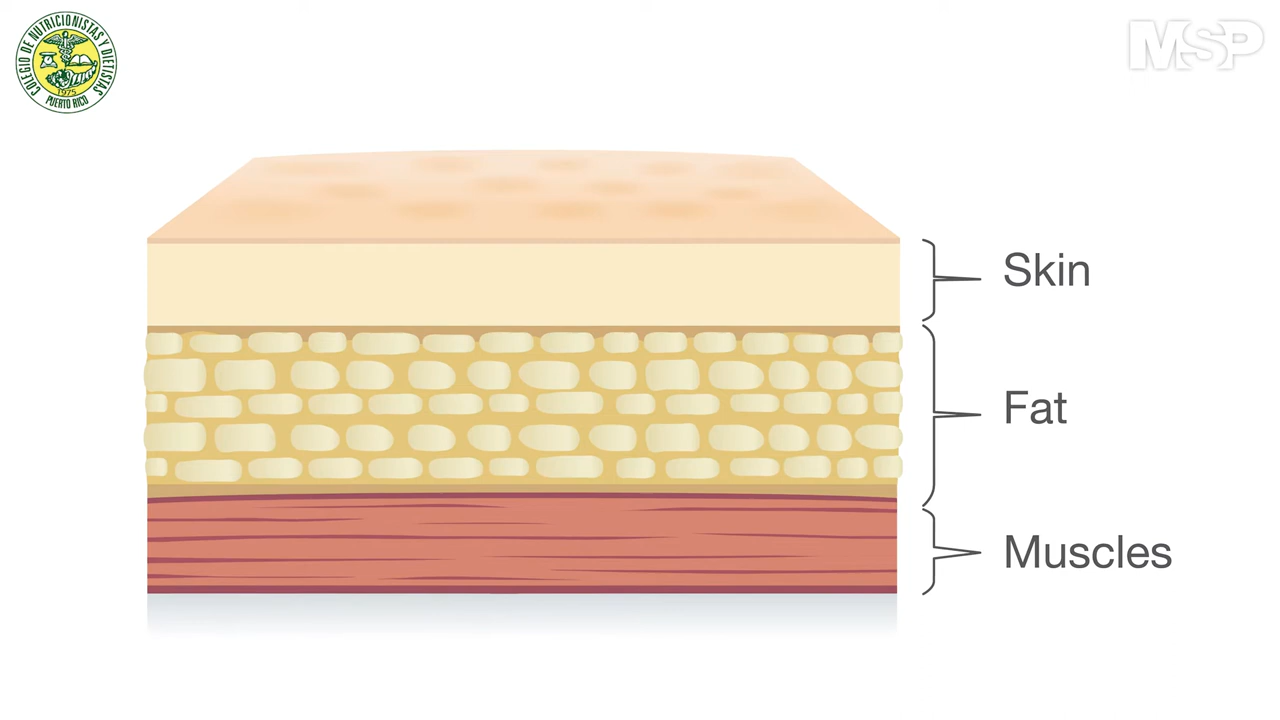 COLEGIO DE NUTRICIONISTAS Y DIETISTAS
1975
PUERTO RICO
MSP
Skin
Fat
Muscles